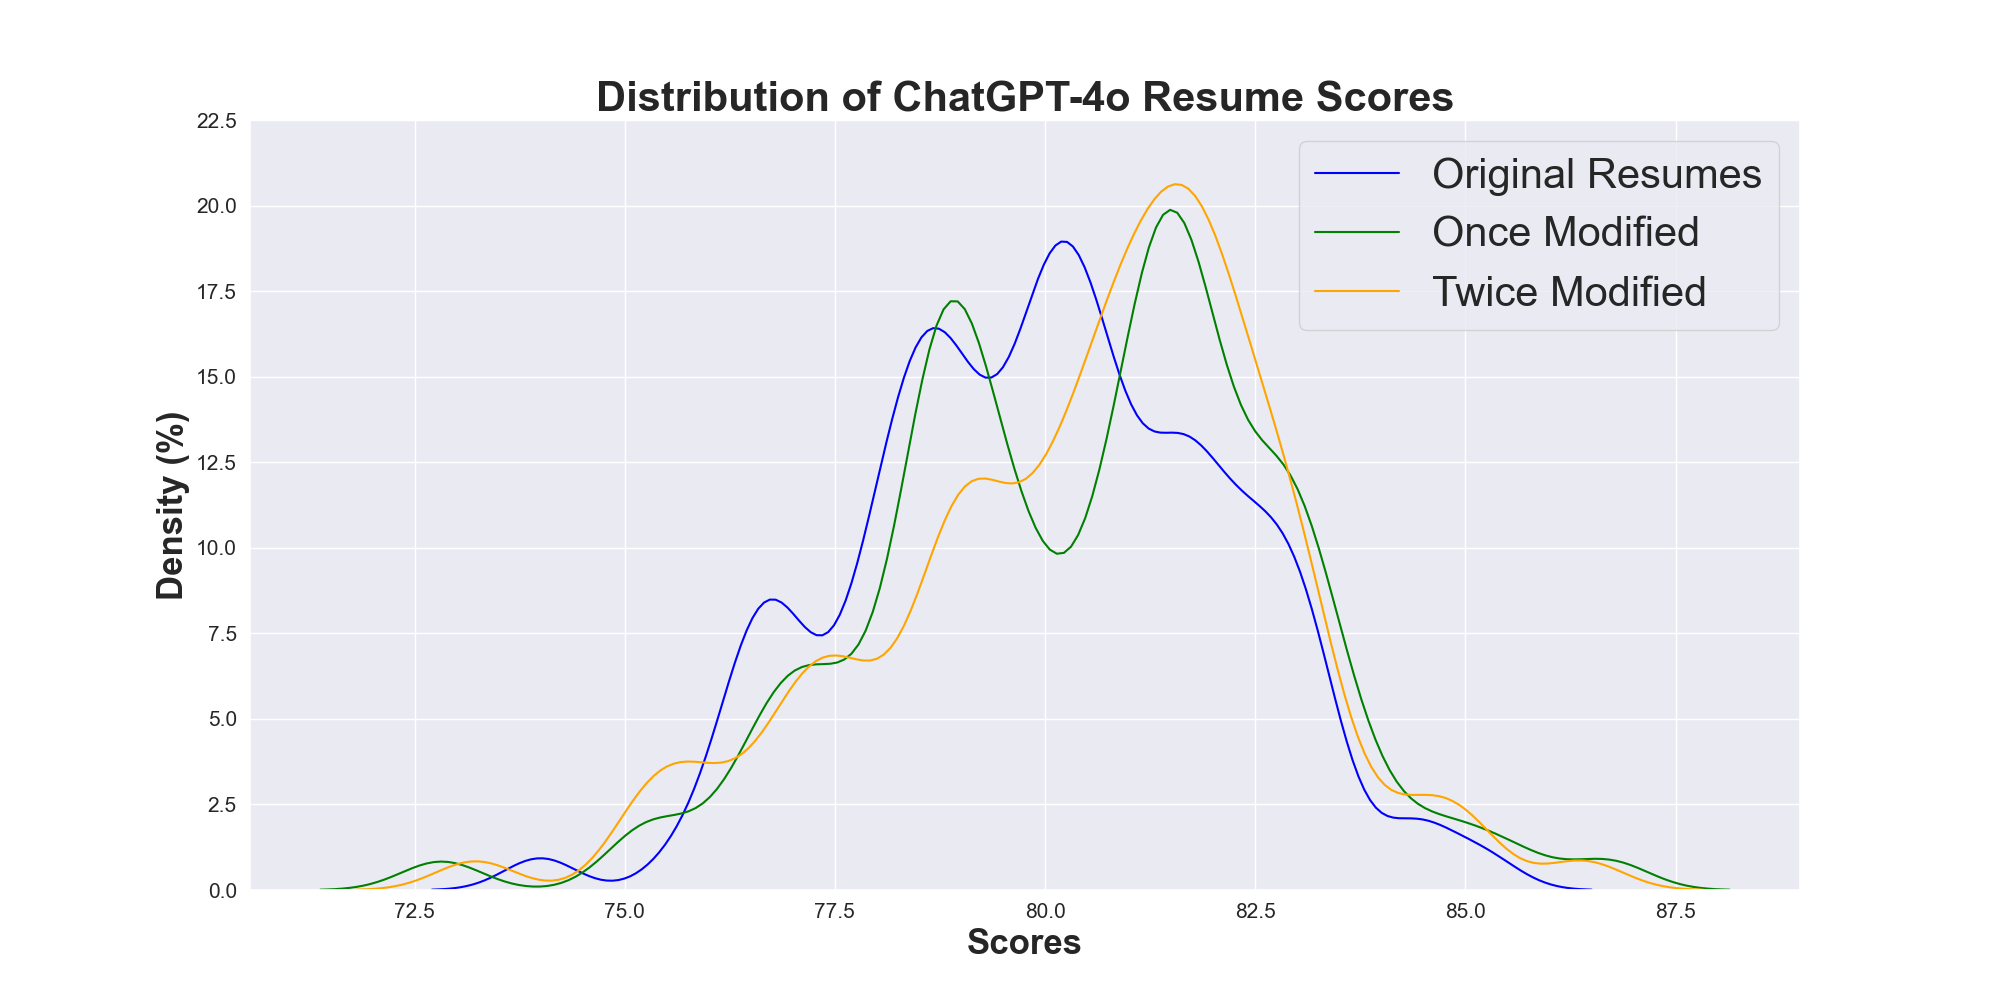 Distribution of ChatGPT-4o Resume Scores
22.5
20.0
17.5
15.0
12.5
10.0
7.5
5.0
2.5
0.0
Density (%)
Original Resumes
Once Modified
Twice Modified
72.5 75.0 77.5 80.0 82.5 85.0 87.5
Scores